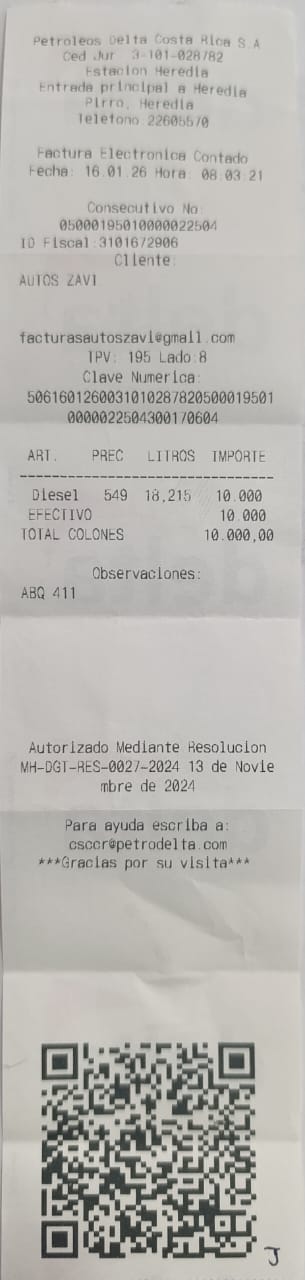 Petroleos Delta Costa Rica S.A
Ced Jur 3-101-028782
Estacion Heredia
Entrada principal a Heredia
Pirro, Heredia
Telefono 22605570
Factura Electronica Contado
Fecha: 16.01.26 Hora: 08.03.21
Consecutivo No:
05000195010000022504
ID Fiscal:3101672906
Cliente:
AUTOS ZAVI
facturasautoszavi@gmail.com
TPV: 195 Lado:8
Clave Numerica:
5061601260031010287820500019501
0000022504300170604
ART. PREC LITROS IMPORTE
--------------------------------
Diesel 549 18,215 10.000
EFECTIVO 10.000
TOTAL COLONES 10.000,00
Observaciones:
ABQ 411
Autorizado Mediante Resolucion
MH-DGT-RES-0027-2024 13 de Novie
mbre de 2024
Para ayuda escriba a:
csccr@petrodelta.com
***Gracias por su visita***
J